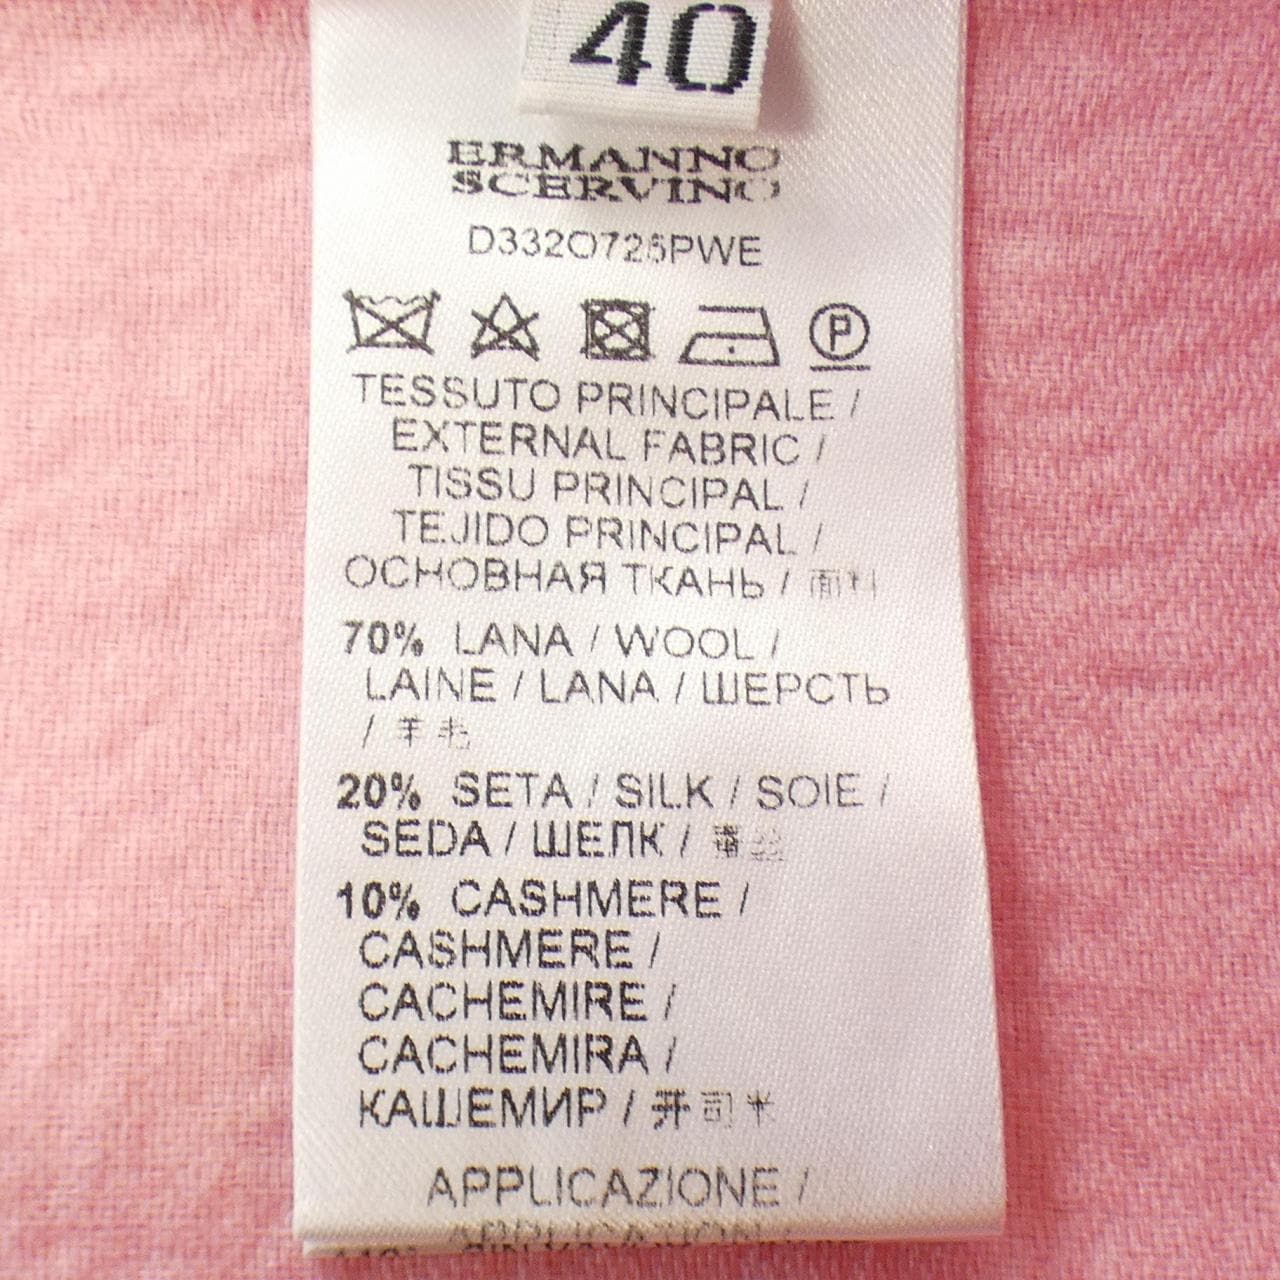 40
ERMANNO
SCERVINO
D332O725PWE
P
TESSUTO PRINCIPALE /
EXTERNAL FABRIC /
TISSU PRINCIPAL /
TEJIDO PRINCIPAL /
ОСНОВНАЯ ТКАНЬ / 面料
70% LANA / WOOL /
LAINE / LANA / ШЕРСТЬ
/ 羊毛
20% SETA / SILK / SOIE /
SEDA / ШЕЛК / 蚕丝
10% CASHMERE /
CASHMERE /
CACHEMIRE /
CACHEMIRA /
КАШЕМИР / 开司米
APPLICAZIONE /